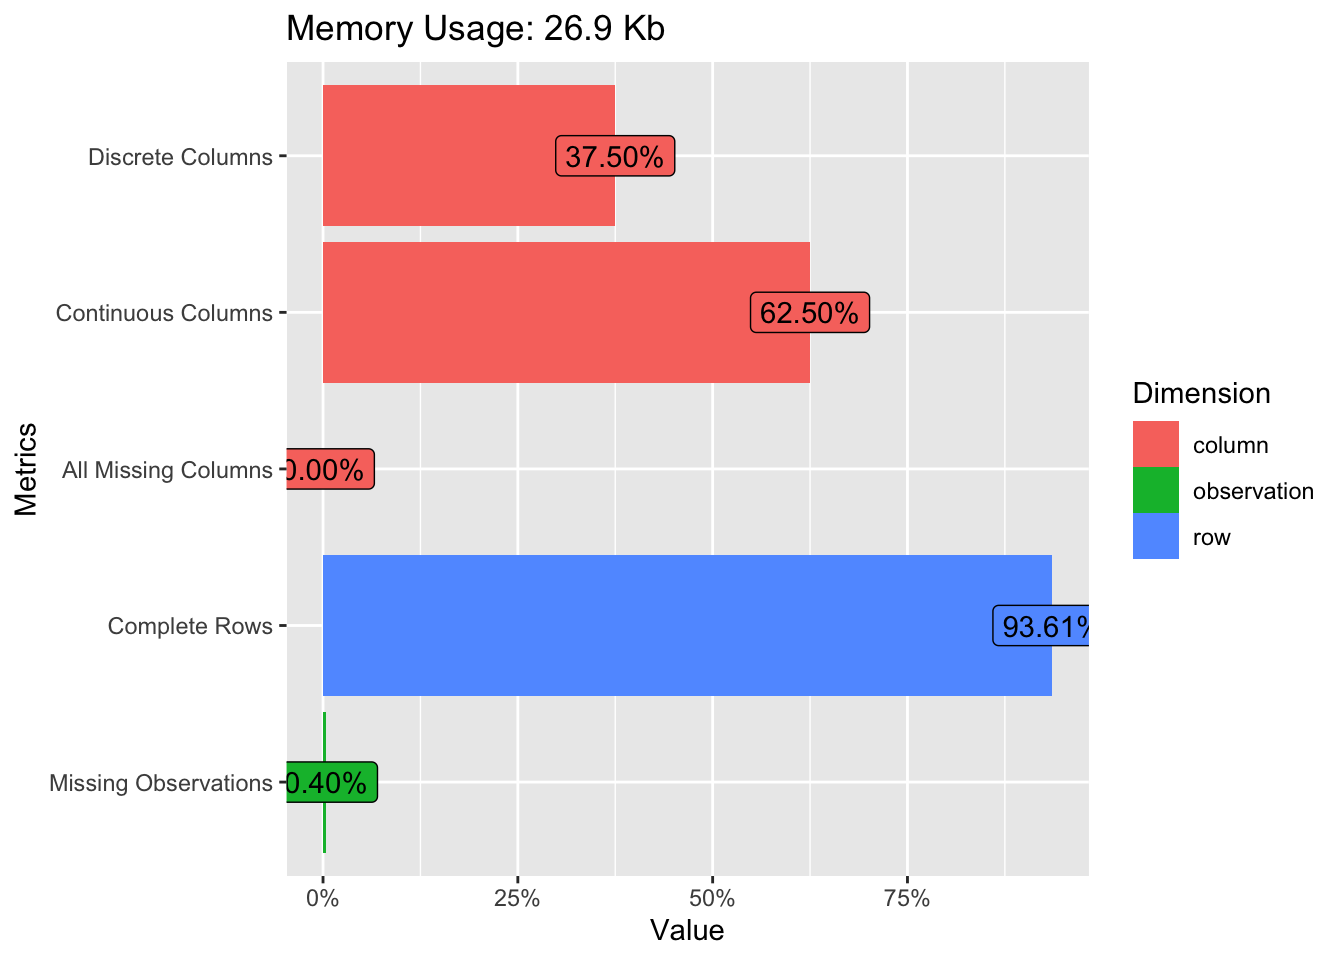 Memory Usage: 26.9 Kb
Discrete Columns
37.50%
Continuous Columns
62.50%
All Missing Columns
0.00%
Complete Rows
93.61%
Missing Observations
0.40%
Metrics
0%
25%
50%
75%
Value
Dimension
column
observation
row